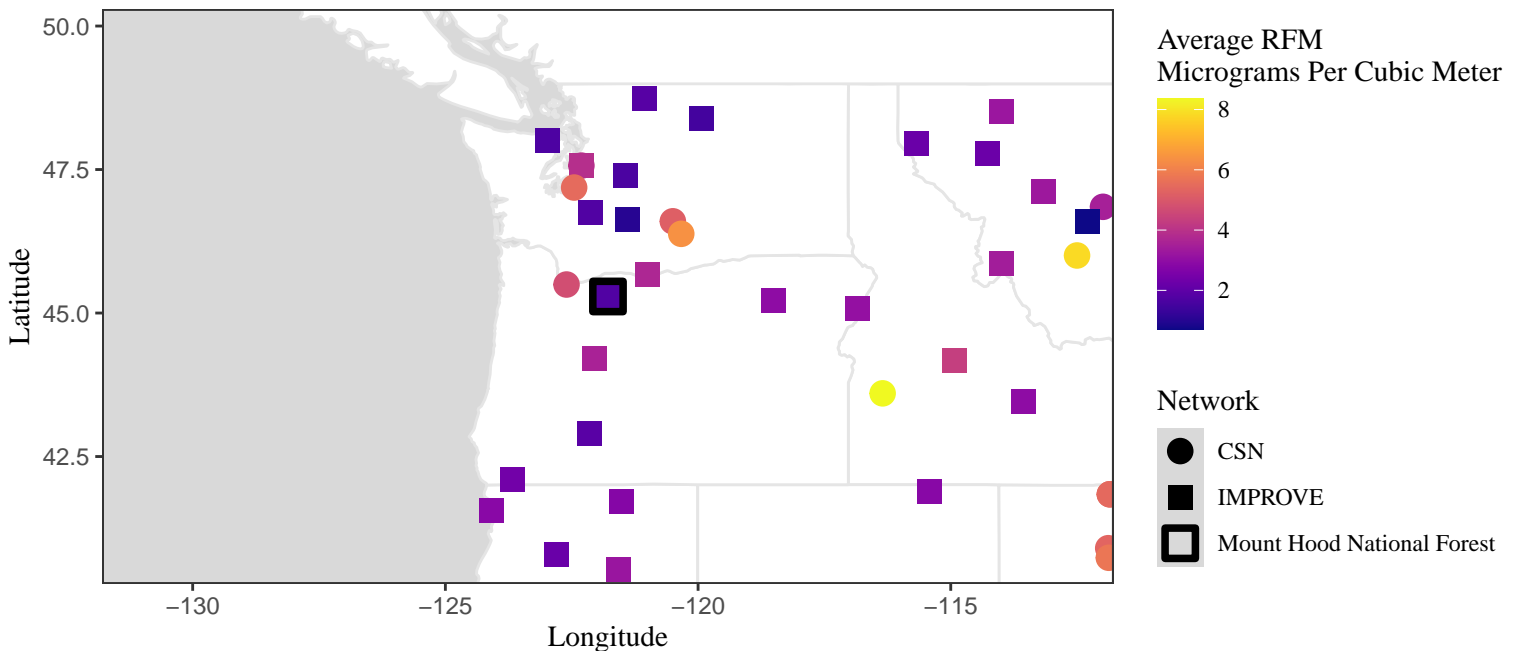 50.0
47.5
45.0
42.5
Latitude
−130
−125
−120
−115
Longitude
Average RFM
Micrograms Per Cubic Meter
8
6
4
2
Network
CSN
IMPROVE
Mount Hood National Forest